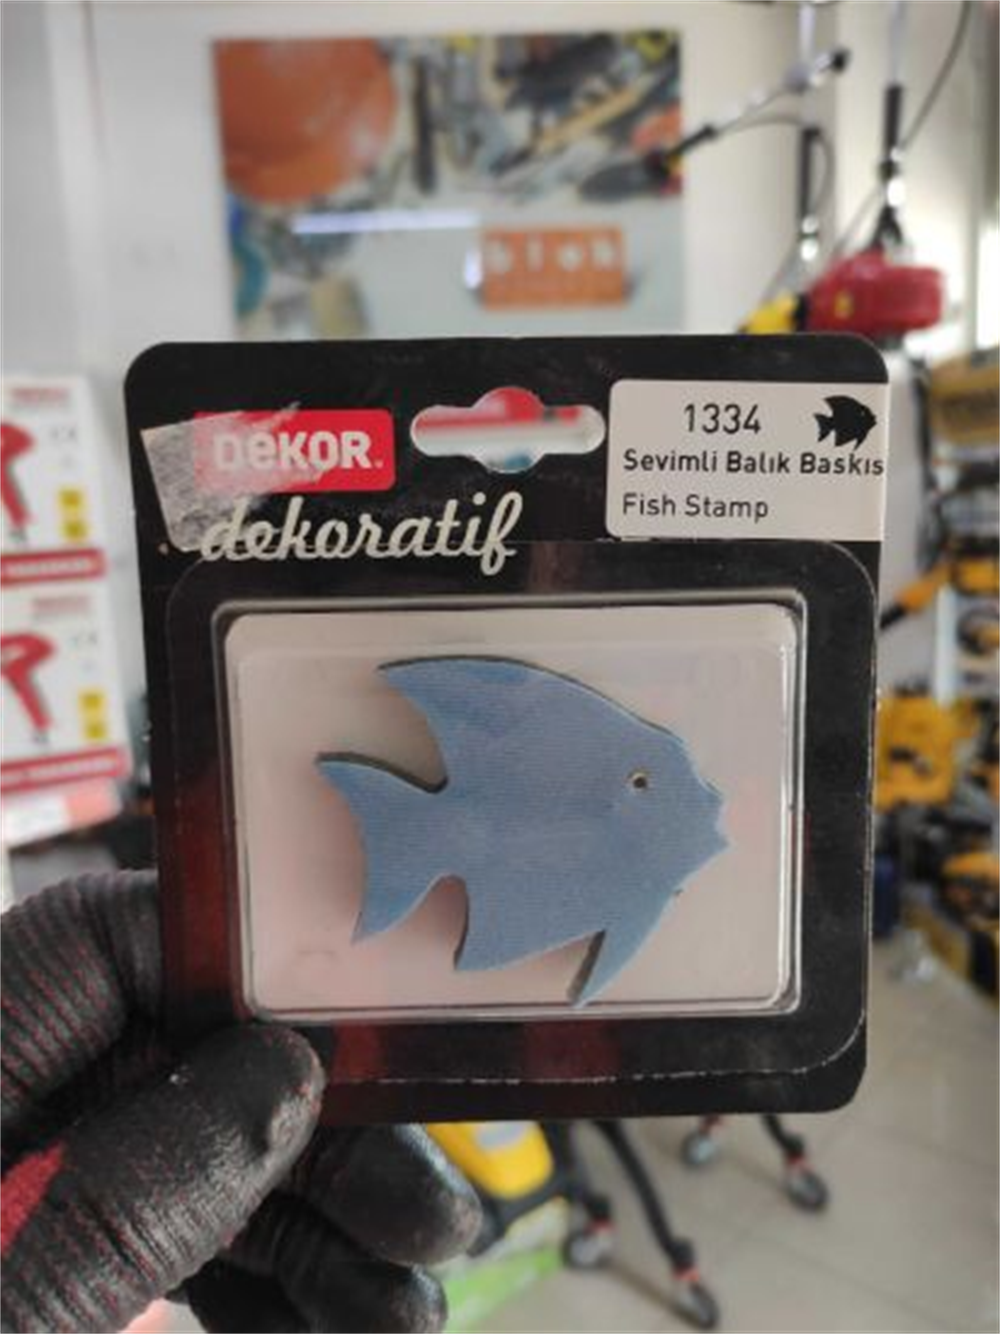 DEKOR
dekoratif
1334
Sevimli Balık Baskıs
Fish Stamp